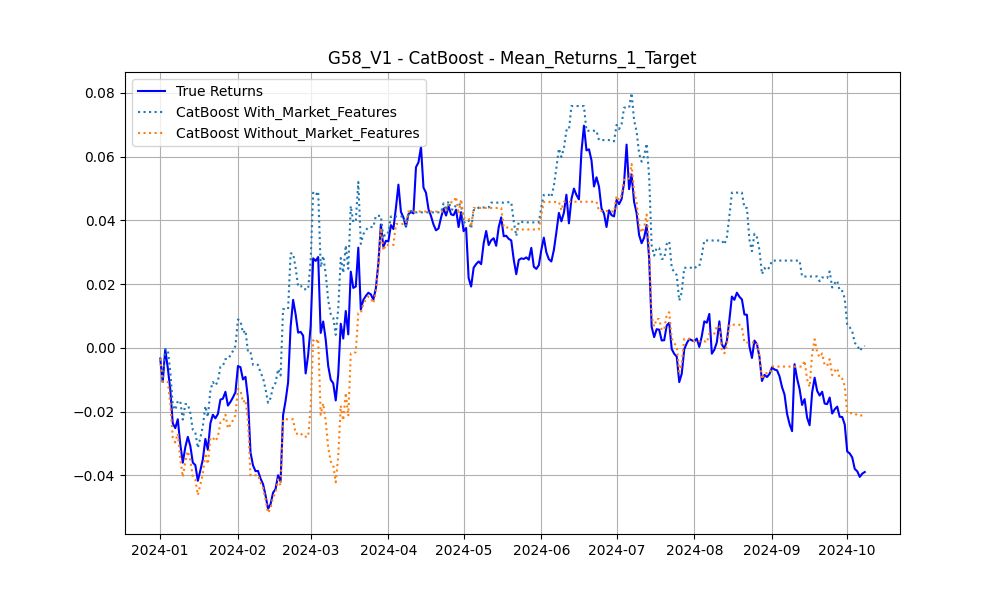 G58_V1 - CatBoost - Mean_Returns_1_Target
True Returns
CatBoost With_Market_Features
CatBoost Without_Market_Features
0.08
0.06
0.04
0.02
0.00
−0.02
−0.04
2024-01 2024-02 2024-03 2024-04 2024-05 2024-06 2024-07 2024-08 2024-09 2024-10